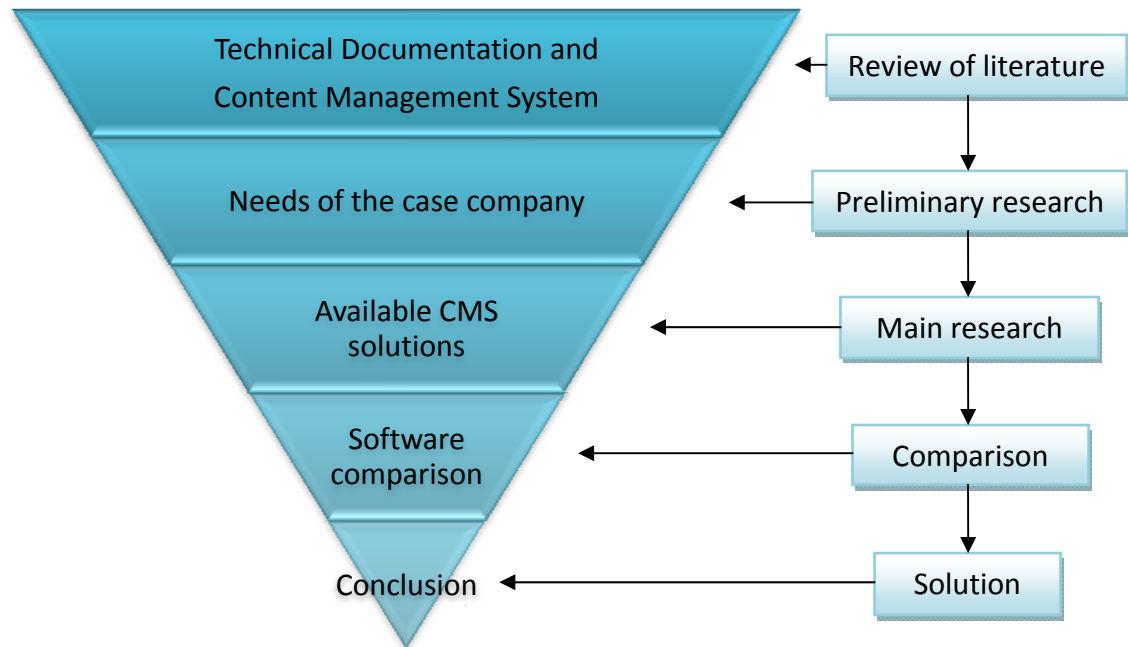 Technical Documentation and
Content Management System
Review of literature
Needs of the case company
Preliminary research
Available CMS
solutions
Main research
Software
comparison
Comparison
Conclusion
Solution